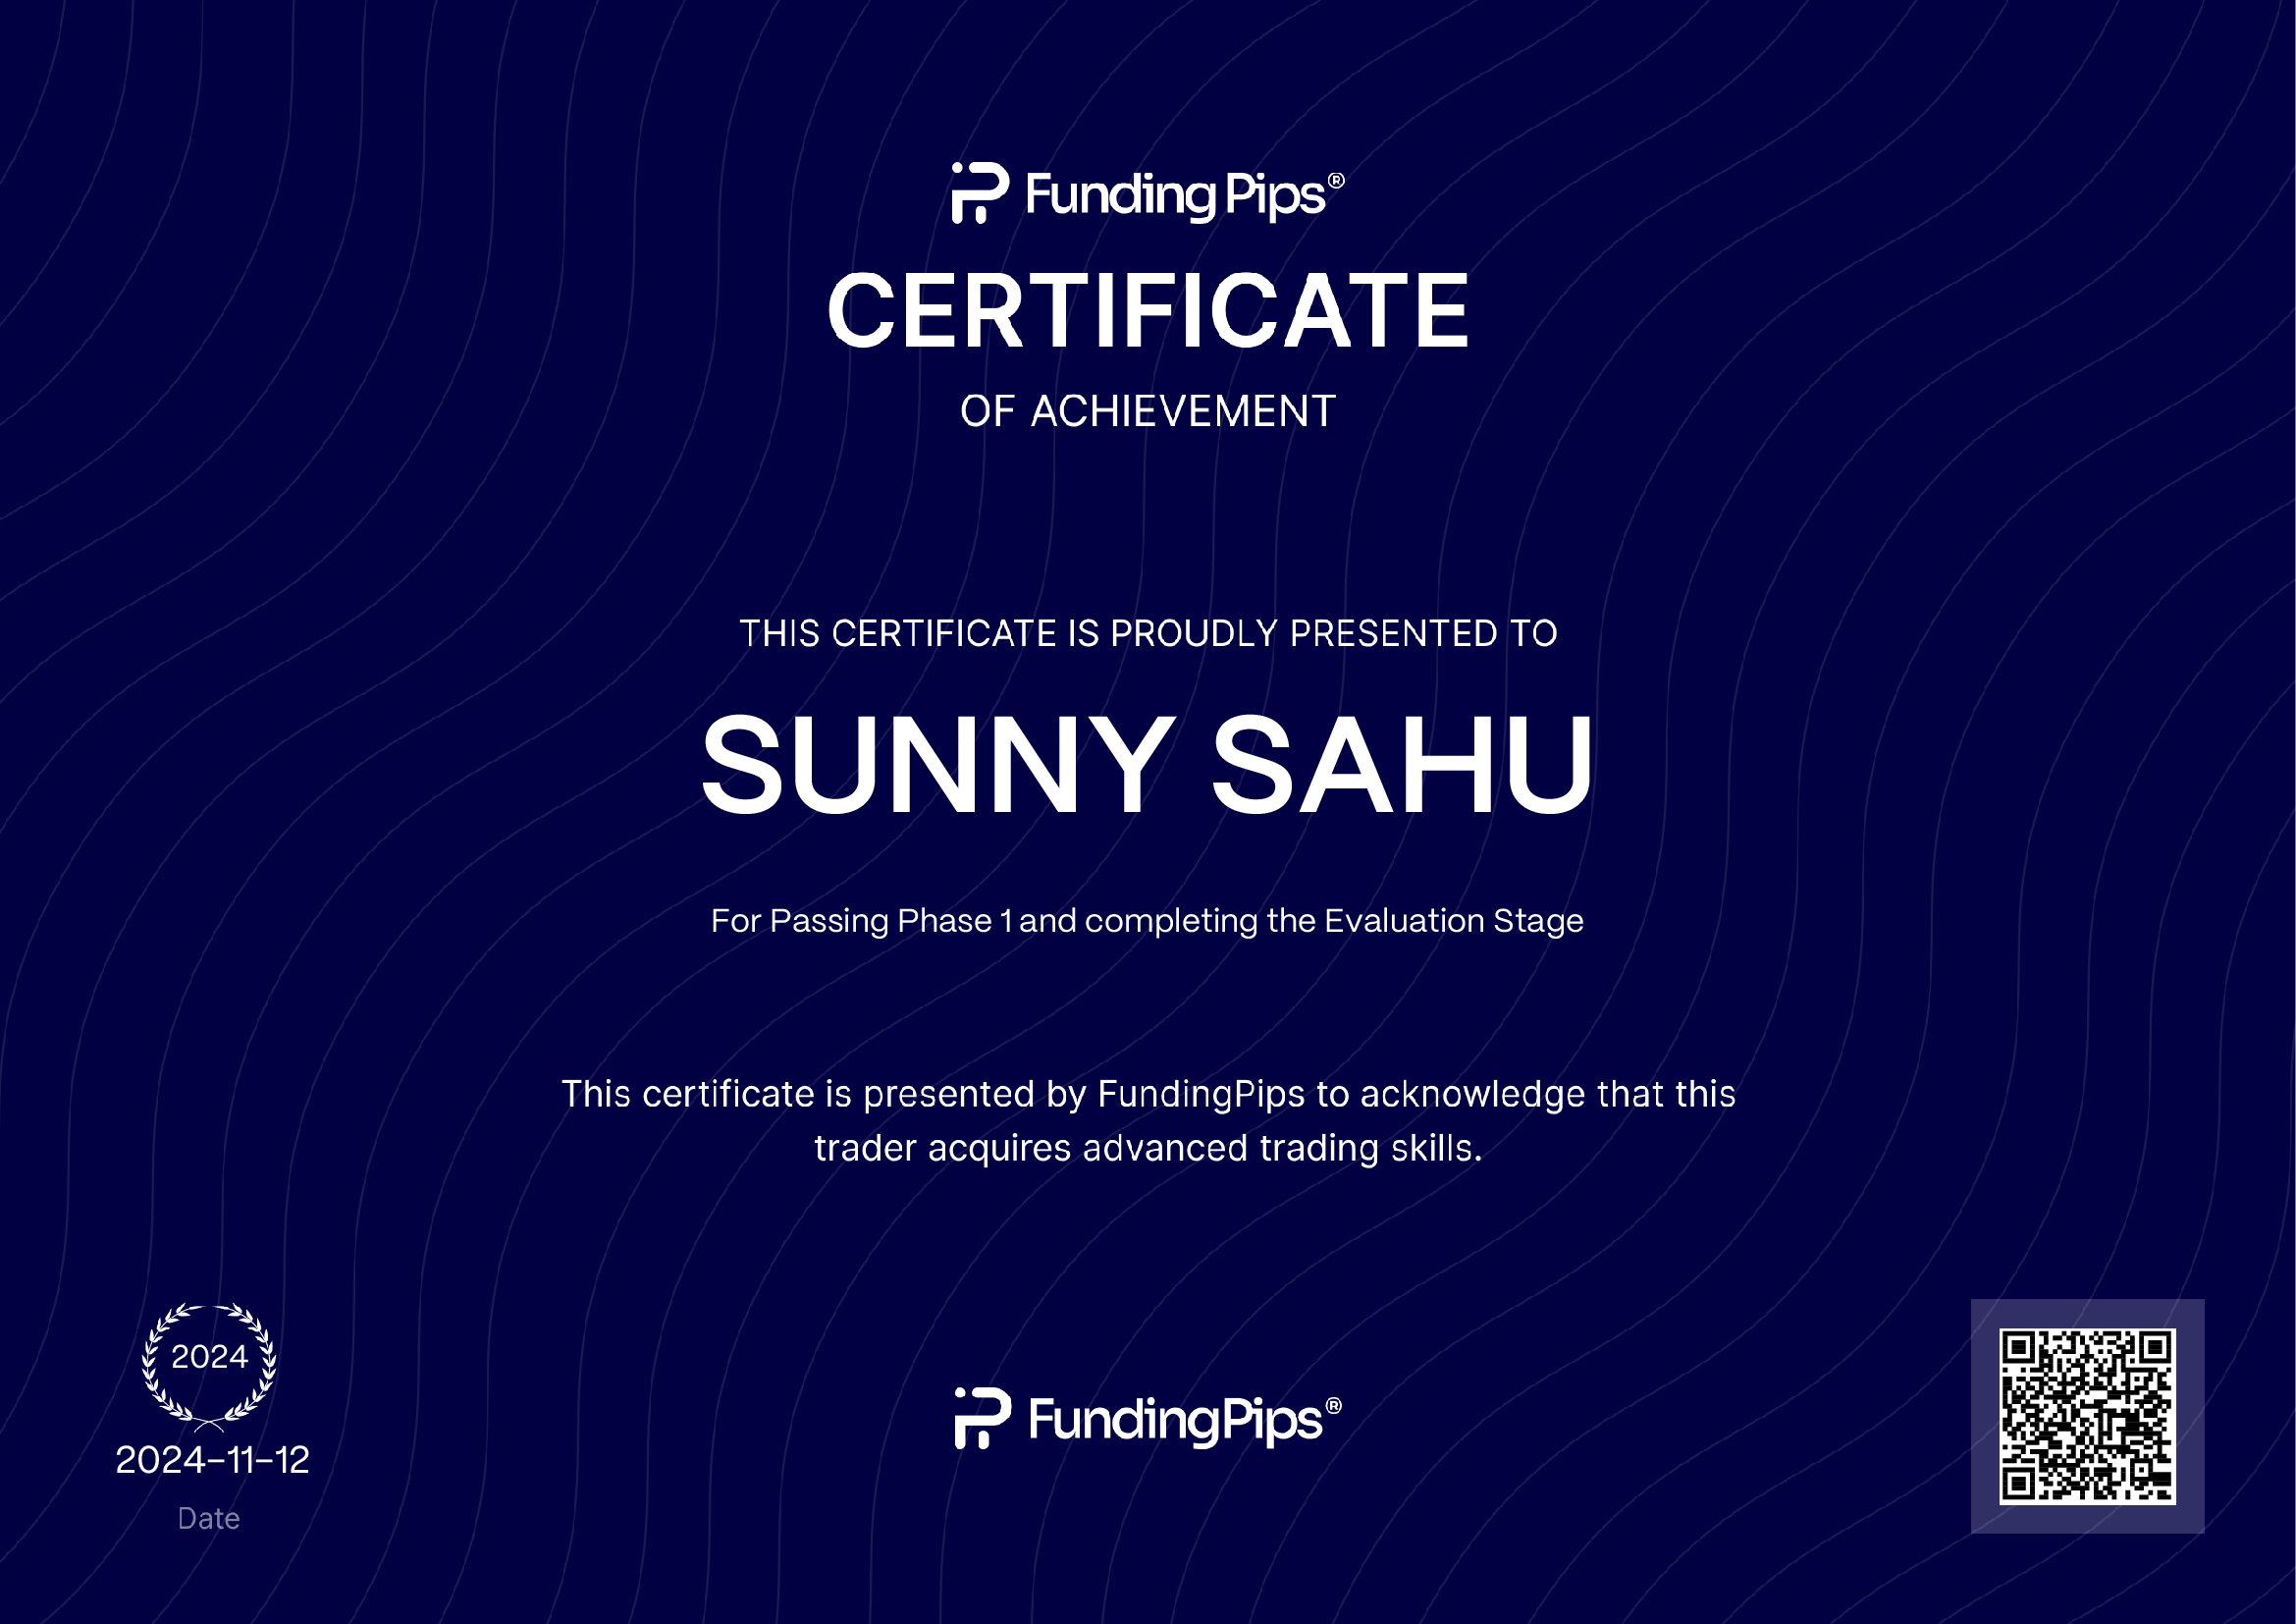 Funding Pips®
CERTIFICATE
OF ACHIEVEMENT
THIS CERTIFICATE IS PROUDLY PRESENTED TO
SUNNY SAHU
For Passing Phase 1 and completing the Evaluation Stage
This certificate is presented by FundingPips to acknowledge that this
trader acquires advanced trading skills.
2024
2024-11-12
Date
FundingPips®